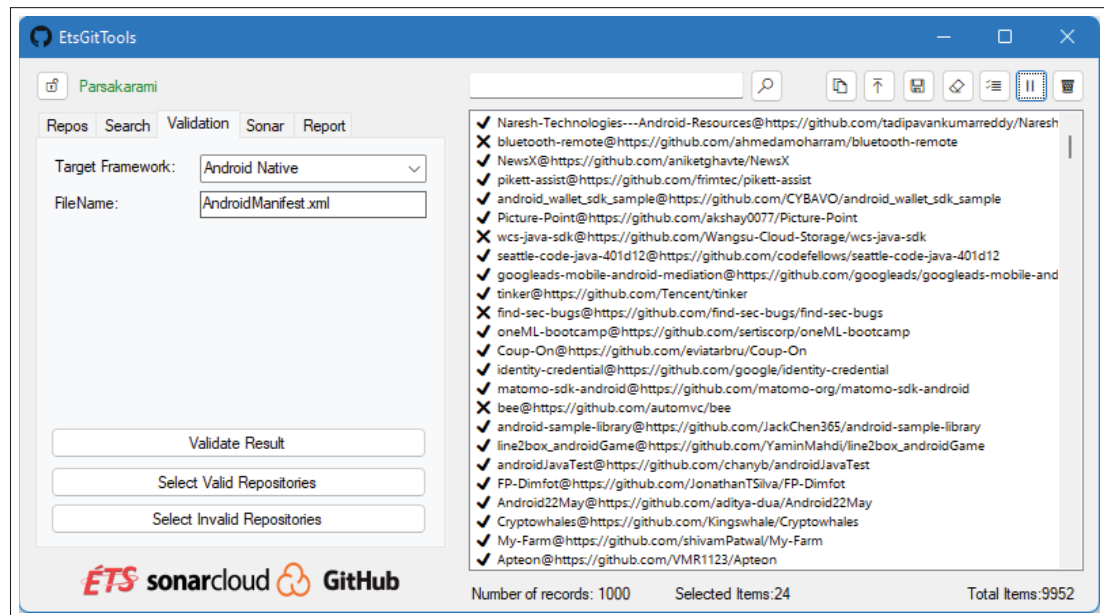 EtsGitTools
Parsakarami
Repos Search Validation Sonar Report
Target Framework: Android Native
FileName: AndroidManifest.xml
Validate Result
Select Valid Repositories
Select Invalid Repositories
ÉTS sonarcloud GitHub
Naresh-Technologies---Android-Resources@https://github.com/tadipavankumarreddy/Naresh
bluetooth-remote@https://github.com/ahmedamoharram/bluetooth-remote
NewsX@https://github.com/aniketghavte/NewsX
pikett-assist@https://github.com/frimtec/pikett-assist
android_wallet_sdk_sample@https://github.com/CYBAVO/android_wallet_sdk_sample
Picture-Point@https://github.com/akshay0077/Picture-Point
wcs-java-sdk@https://github.com/Wangsu-Cloud-Storage/wcs-java-sdk
seattle-code-java-401d12@https://github.com/codefellows/seattle-code-java-401d12
googleads-mobile-android-mediation@https://github.com/googleads/googleads-mobile-and
tinker@https://github.com/Tencent/tinker
find-sec-bugs@https://github.com/find-sec-bugs/find-sec-bugs
oneML-bootcamp@https://github.com/sertiscorp/oneML-bootcamp
Coup-On@https://github.com/eviatarbru/Coup-On
identity-credential@https://github.com/google/identity-credential
matomo-sdk-android@https://github.com/matomo-org/matomo-sdk-android
bee@https://github.com/automvc/bee
android-sample-library@https://github.com/JackChen365/android-sample-library
line2box_androidGame@https://github.com/YaminMahdi/line2box_androidGame
androidJavaTest@https://github.com/chanyb/androidJavaTest
FP-Dimfot@https://github.com/JonathanTSilva/FP-Dimfot
Android22May@https://github.com/aditya-dua/Android22May
Cryptowhales@https://github.com/Kingswhale/Cryptowhales
My-Farm@https://github.com/shivamPatwal/My-Farm
Apteon@https://github.com/VMR1123/Apteon
Number of records: 1000 Selected Items:24 Total Items:9952